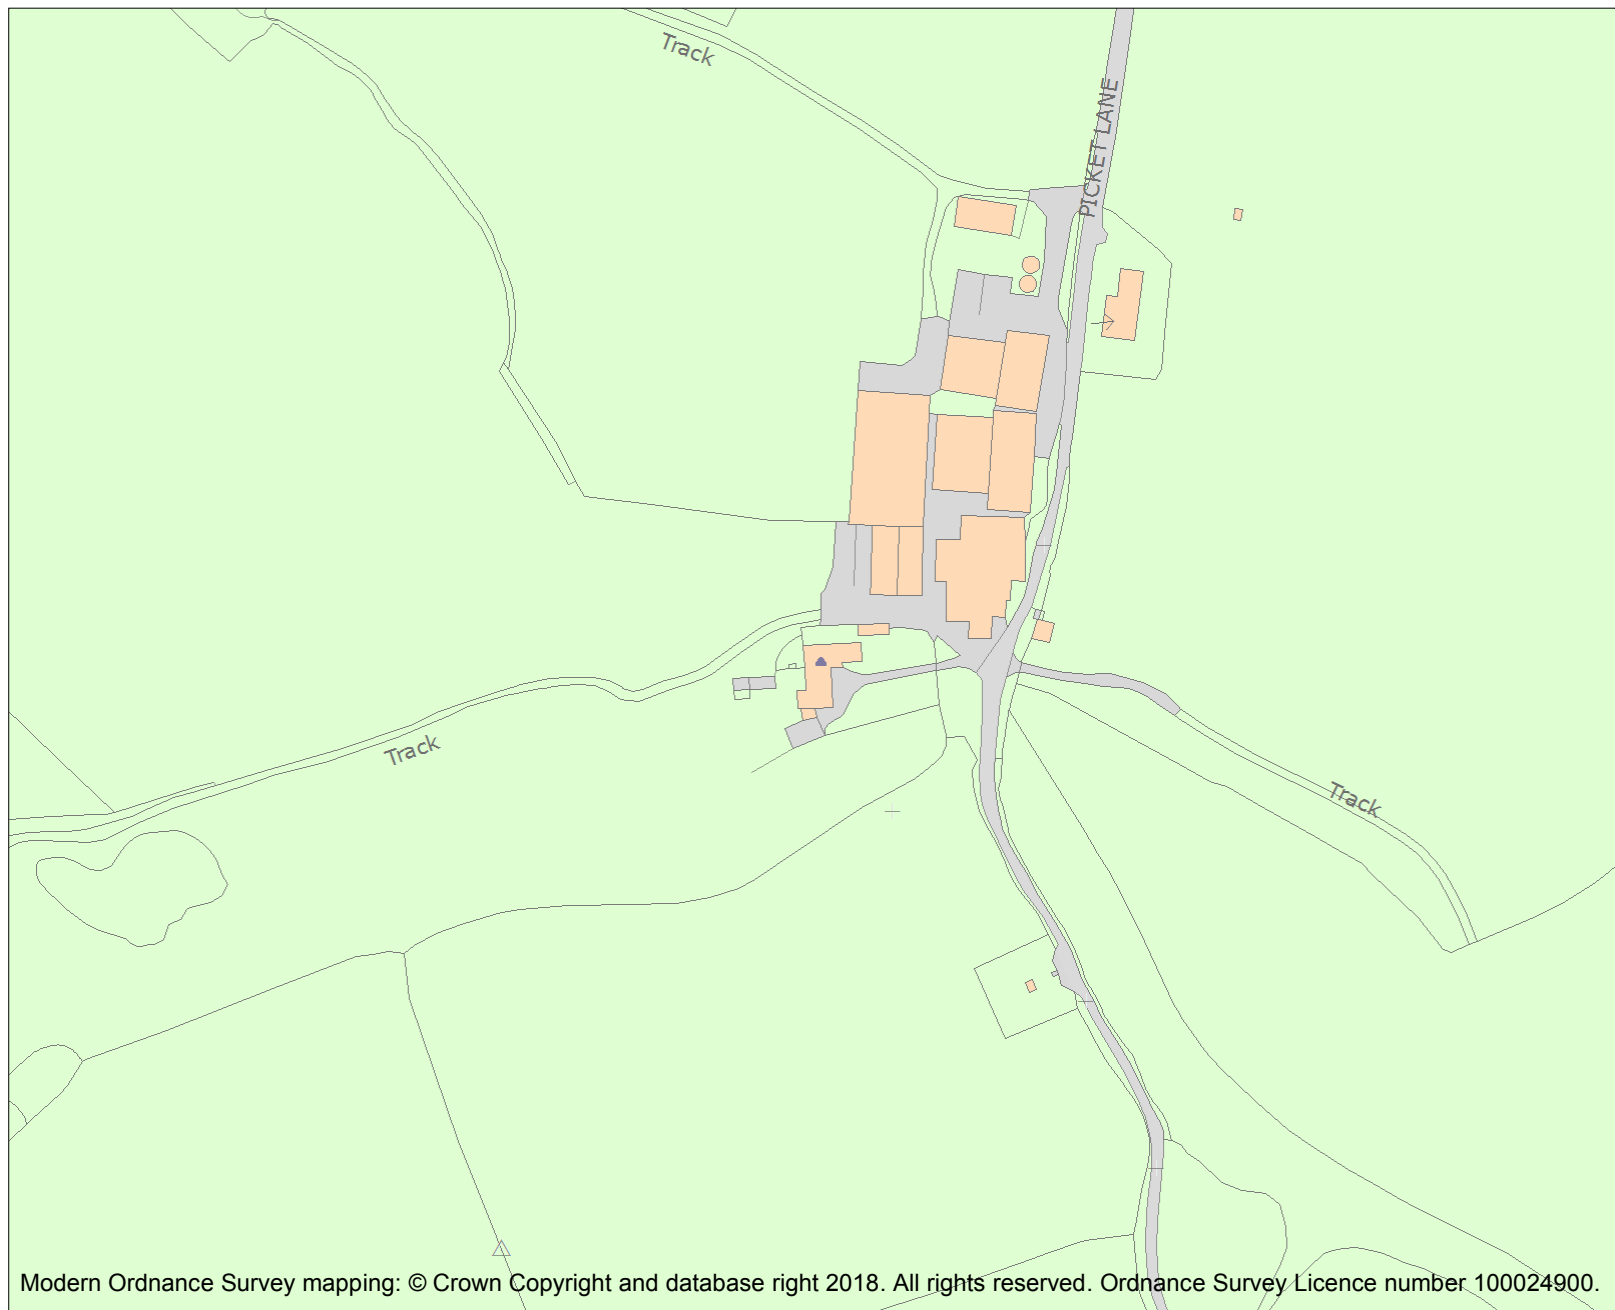 Track
PICKET LANE
Track
Track
Modern Ordnance Survey mapping: © Crown Copyright and database right 2018. All rights reserved. Ordnance Survey Licence number 100024900.